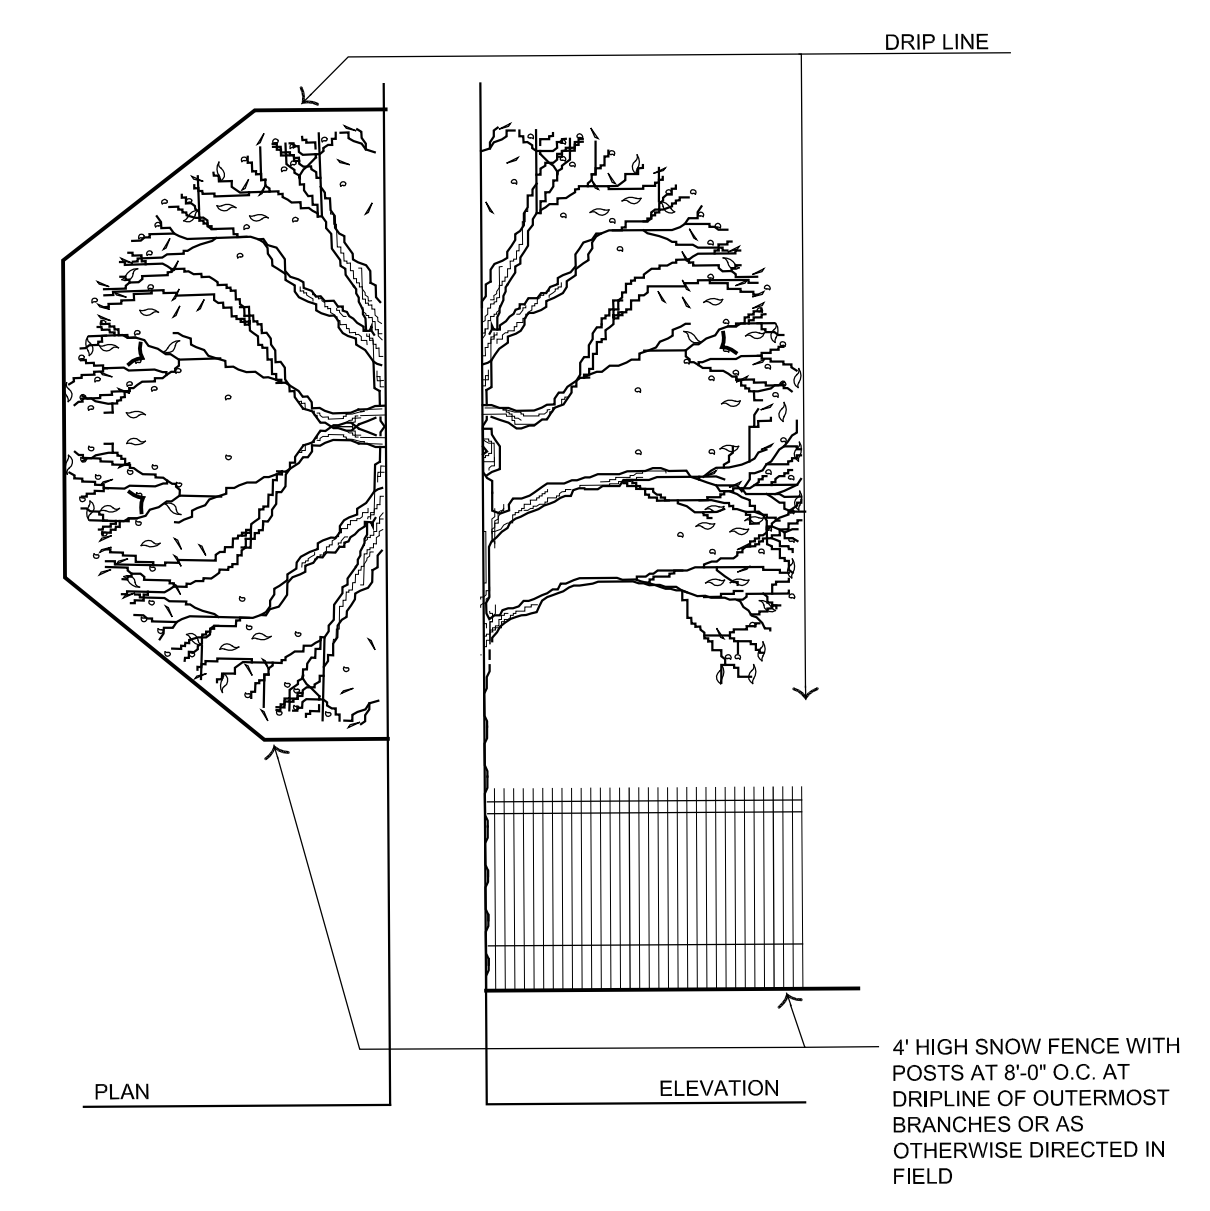 DRIP LINE
PLAN
ELEVATION
4' HIGH SNOW FENCE WITH
POSTS AT 8'-0" O.C. AT
DRIPLINE OF OUTERMOST
BRANCHES OR AS
OTHERWISE DIRECTED IN
FIELD